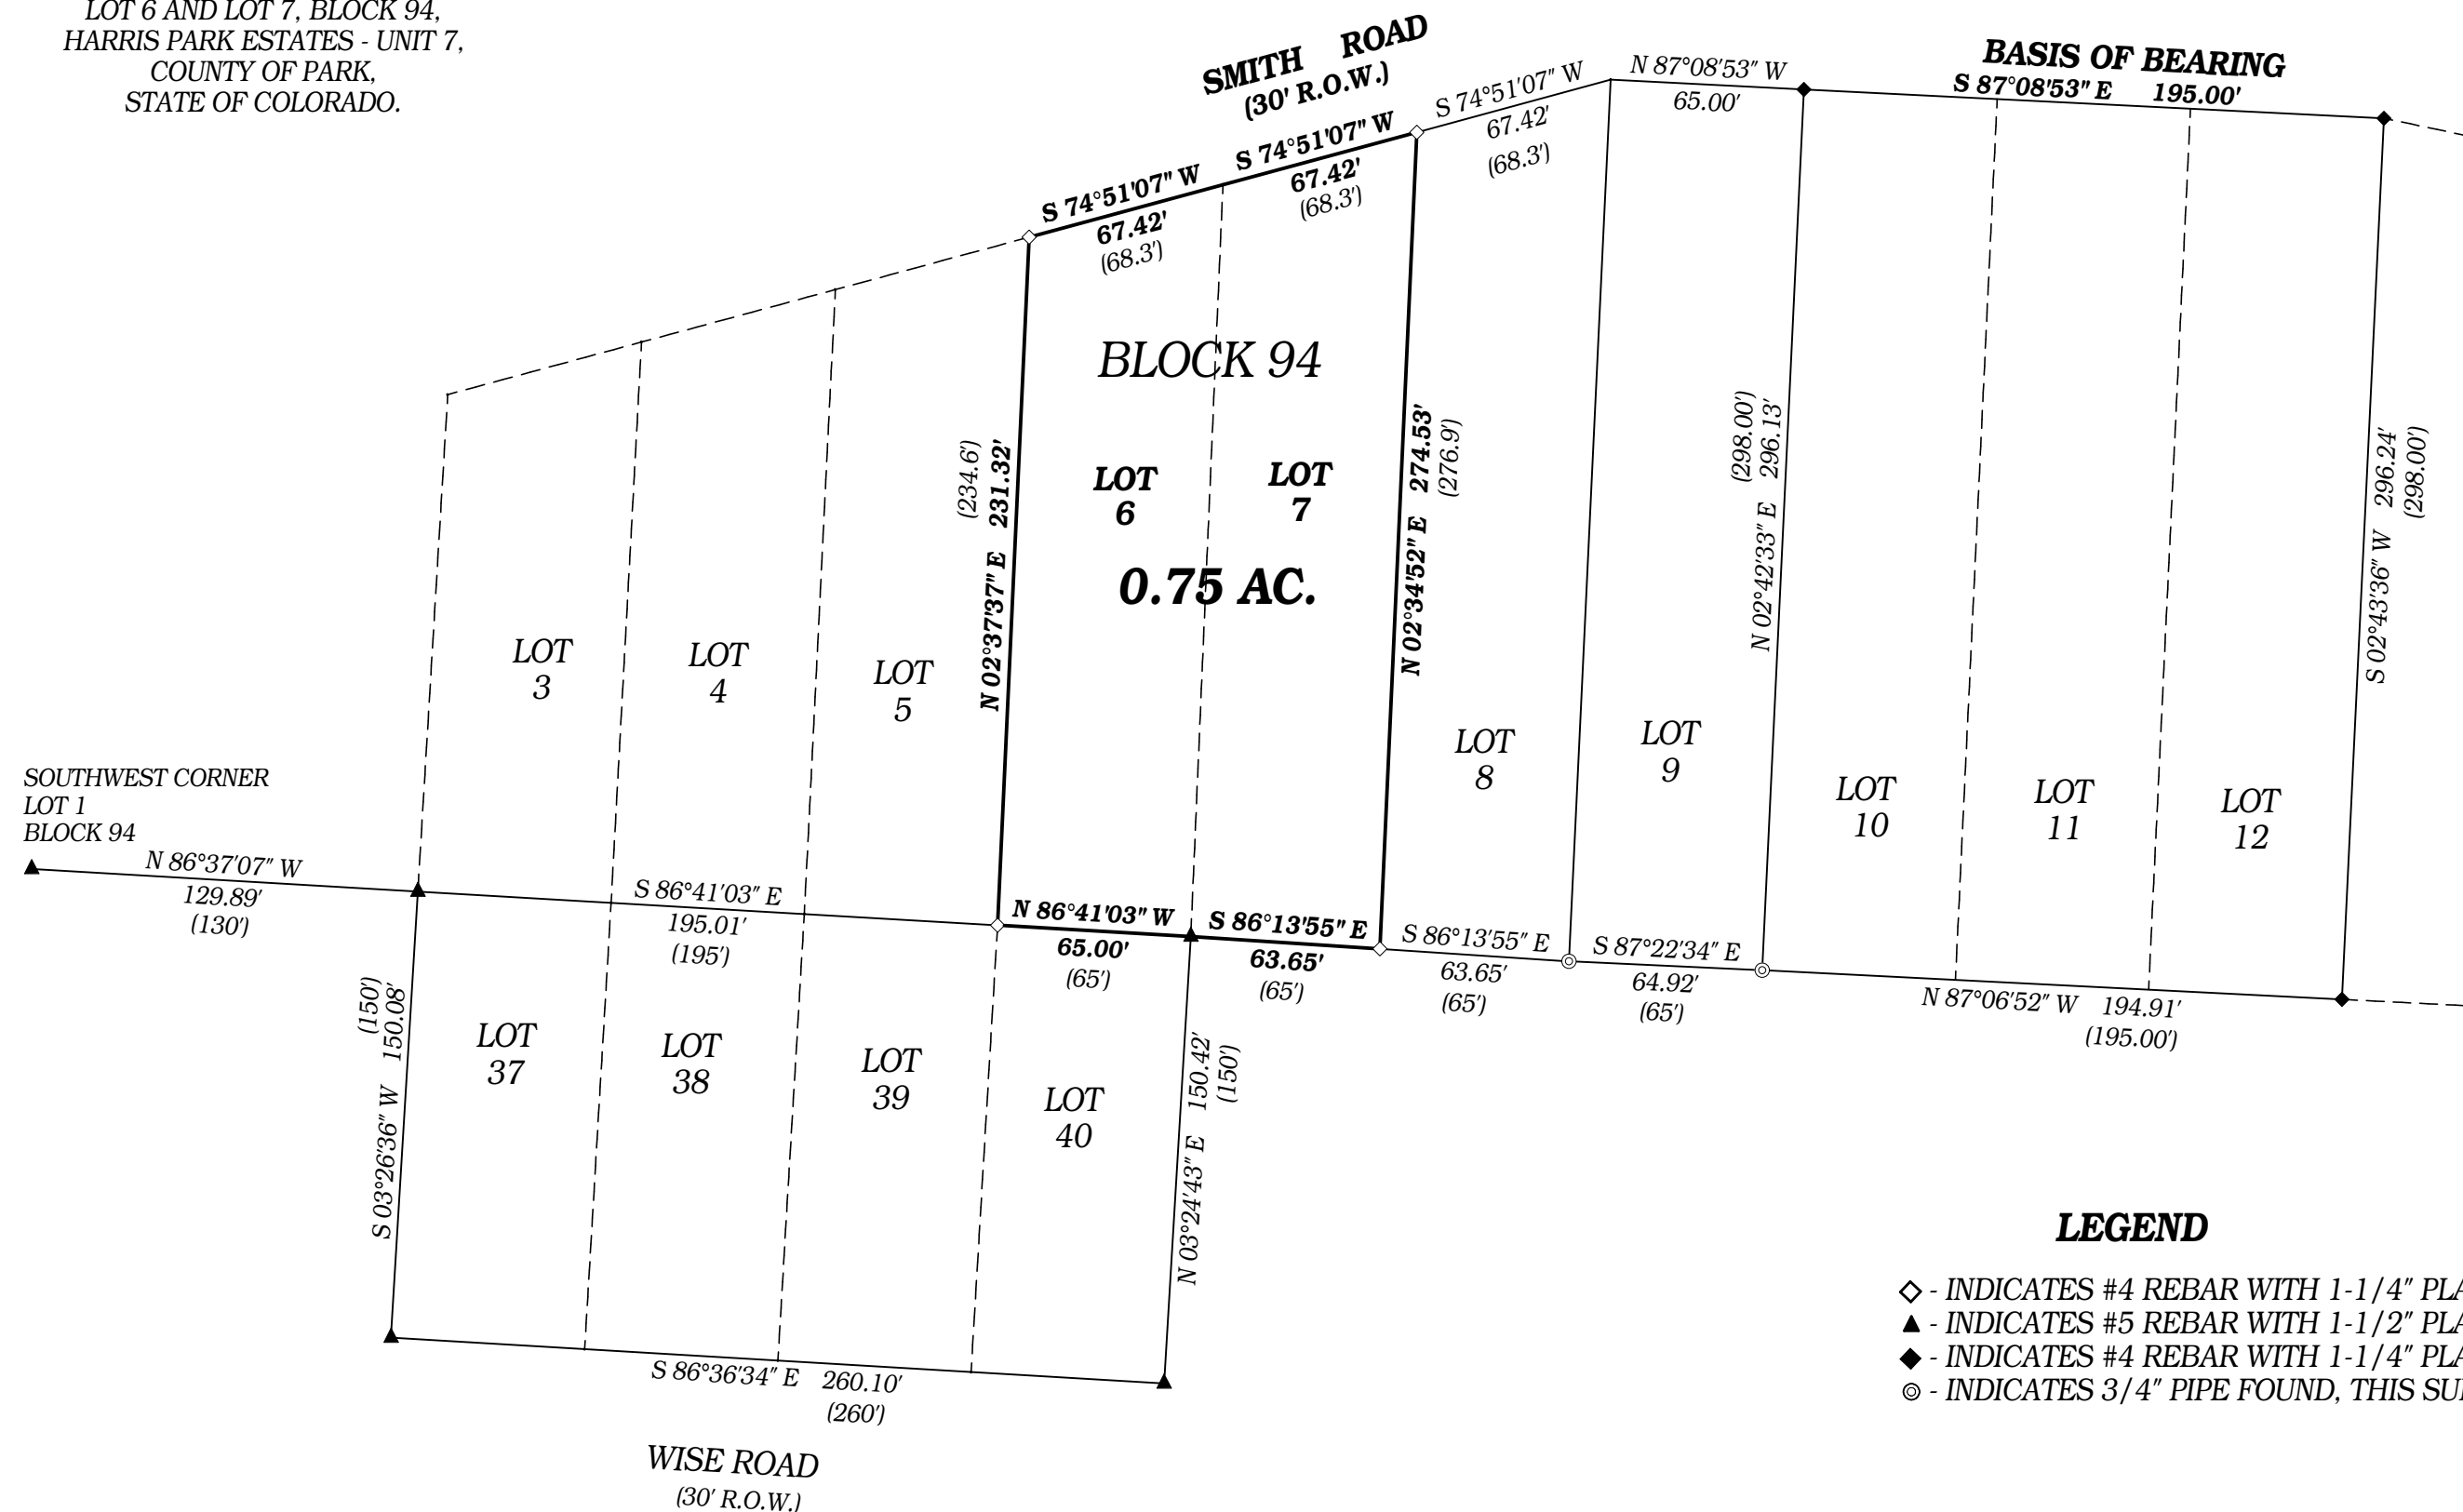 LOT 6 AND LOT 7, BLOCK 94,
HARRIS PARK ESTATES - UNIT 7,
COUNTY OF PARK,
STATE OF COLORADO.
SMITH ROAD
(30' R.O.W.)
BASIS OF BEARING
S 87°08'53" E 195.00'
N 87°08'53" W
65.00'
S 74°51'07" W
67.42'
(68.3')
S 74°51'07" W
67.42'
(68.3')
S 74°51'07" W
67.42'
(68.3')
BLOCK 94
LOT
6
LOT
7
0.75 AC.
(234.6')
N 02°37'37" E 231.32'
N 02°34'52" E 274.53'
(276.9')
(298.00')
N 02°42'33" E 296.13'
S 02°43'36" W 296.24'
(298.00')
LOT
3
LOT
4
LOT
5
LOT
8
LOT
9
LOT
10
LOT
11
LOT
12
SOUTHWEST CORNER
LOT 1
BLOCK 94
N 86°37'07" W
129.89'
(130')
S 86°41'03" E
195.01'
(195')
N 86°41'03" W
65.00'
(65')
S 86°13'55" E
63.65'
(65')
S 86°13'55" E
63.65'
(65')
S 87°22'34" E
64.92'
(65')
N 87°06'52" W 194.91'
(195.00')
(150')
S 03°26'36" W 150.08'
LOT
37
LOT
38
LOT
39
LOT
40
N 03°24'43" E 150.42'
(150')
S 86°36'34" E 260.10'
(260')
WISE ROAD
(30' R.O.W.)
LEGEND
- INDICATES #4 REBAR WITH 1-1/4" PLA
- INDICATES #5 REBAR WITH 1-1/2" PLA
- INDICATES #4 REBAR WITH 1-1/4" PLA
- INDICATES 3/4" PIPE FOUND, THIS SU